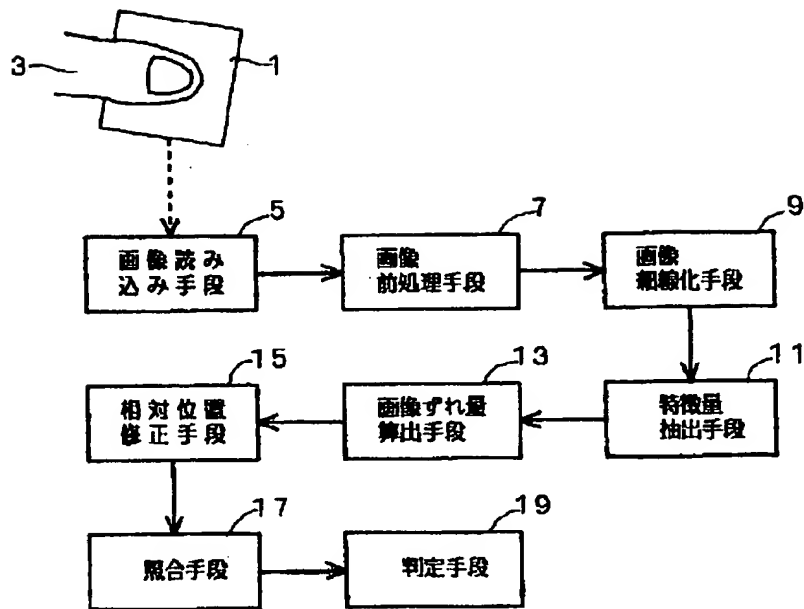 3
1
5
画像読み
込み手段
7
画像
前処理手段
9
画像
細線化手段
15
相対位置
修正手段
13
画像ずれ量
算出手段
11
特徴量
抽出手段
17
照合手段
19
判定手段